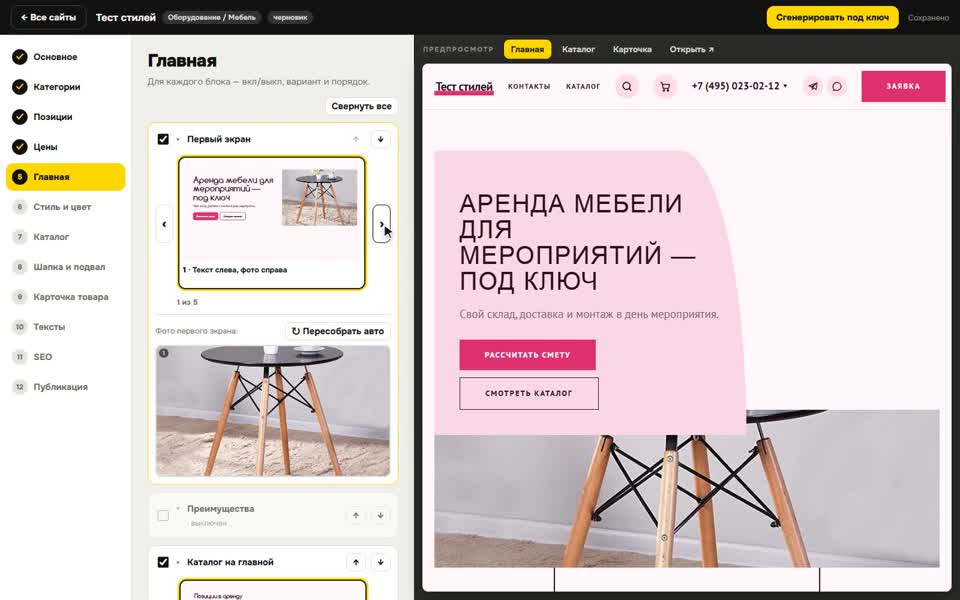 ← Все сайты
Тест стилей
Оборудование / Мебель
черновик
Сгенерировать под ключ
Сохранено
Основное
Категории
Позиции
Цены
5 Главная
6 Стиль и цвет
7 Каталог
8 Шапка и подвал
9 Карточка товара
10 Тексты
11 SEO
12 Публикация
Главная
Для каждого блока — вкл/выкл, вариант и порядок.
Свернуть все
Первый экран
↑ ↓
Аренда мебели для
мероприятий —
под ключ
1 · Текст слева, фото справа
1 из 5
Фото первого экрана:
↻ Пересобрать авто
1
Преимущества
· выключен
↑ ↓
Каталог на главной
↑ ↓
Позиции в аренду
ПРЕДПРОСМОТР
Главная
Каталог
Карточка
Открыть ↗
Тест стилей
КОНТАКТЫ
КАТАЛОГ
+7 (495) 023-02-12
ЗАЯВКА
АРЕНДА МЕБЕЛИ
ДЛЯ
МЕРОПРИЯТИЙ —
ПОД КЛЮЧ
Свой склад, доставка и монтаж в день мероприятия.
РАССЧИТАТЬ СМЕТУ
СМОТРЕТЬ КАТАЛОГ